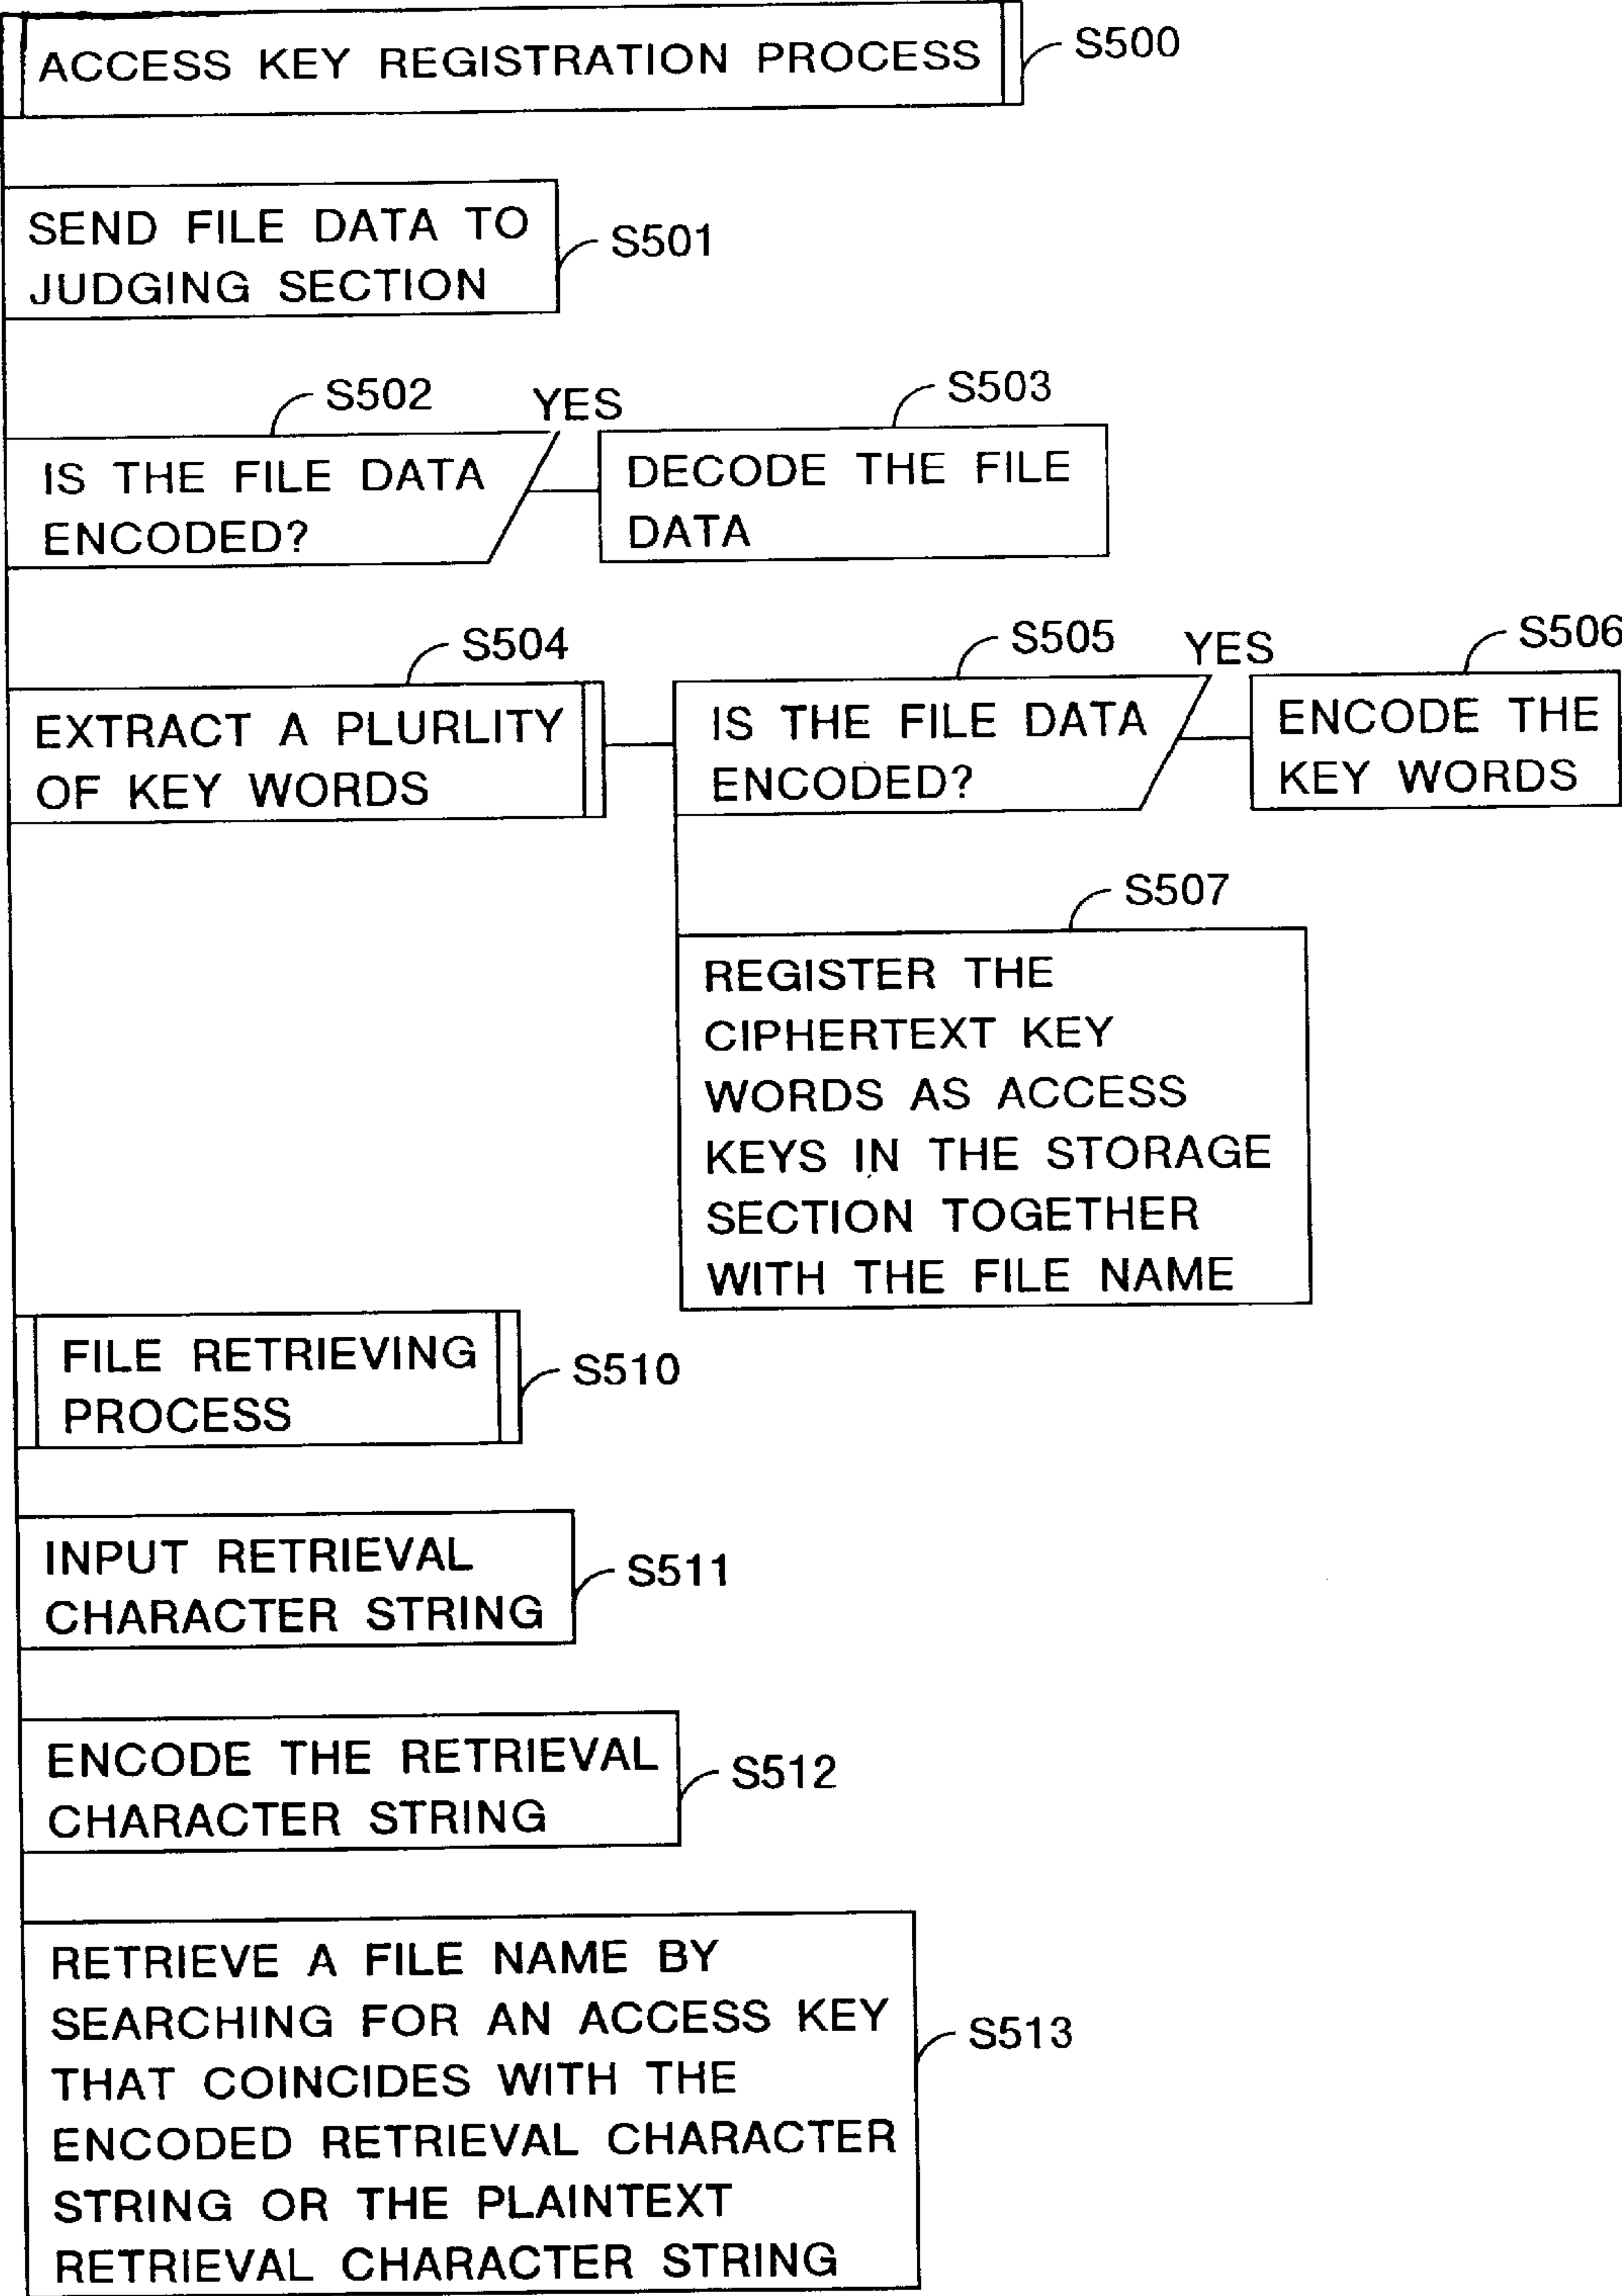 ACCESS KEY REGISTRATION PROCESS
S500
SEND FILE DATA TO
JUDGING SECTION
S501
S502
YES
S503
IS THE FILE DATA
ENCODED?
DECODE THE FILE
DATA
S504
S505
YES
S506
EXTRACT A PLURLITY
OF KEY WORDS
IS THE FILE DATA
ENCODED?
ENCODE THE
KEY WORDS
S507
REGISTER THE
CIPHERTEXT KEY
WORDS AS ACCESS
KEYS IN THE STORAGE
SECTION TOGETHER
WITH THE FILE NAME
FILE RETRIEVING
PROCESS
S510
INPUT RETRIEVAL
CHARACTER STRING
S511
ENCODE THE RETRIEVAL
CHARACTER STRING
S512
RETRIEVE A FILE NAME BY
SEARCHING FOR AN ACCESS KEY
THAT COINCIDES WITH THE
ENCODED RETRIEVAL CHARACTER
STRING OR THE PLAINTEXT
RETRIEVAL CHARACTER STRING
S513